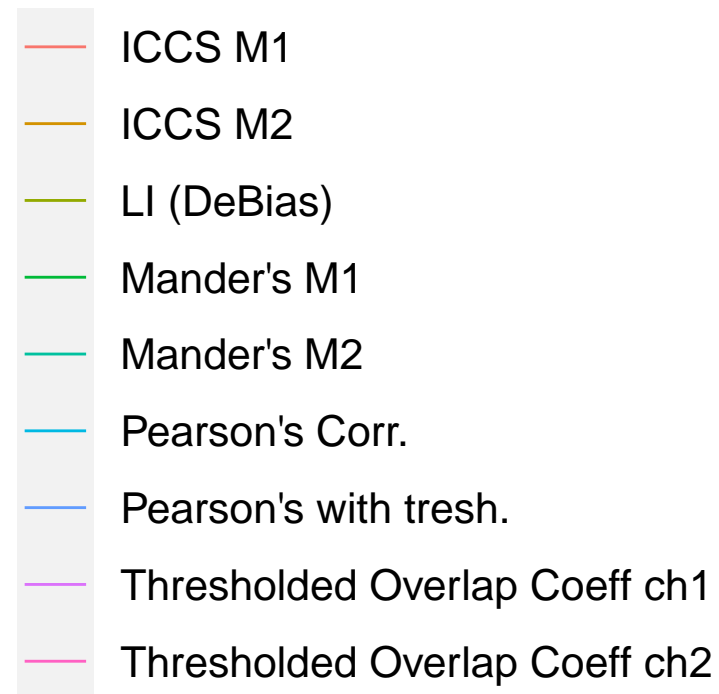 ICCS M1
ICCS M2
LI (DeBias)
Mander's M1
Mander's M2
Pearson's Corr.
Pearson's with tresh.
Thresholded Overlap Coeff ch1
Thresholded Overlap Coeff ch2